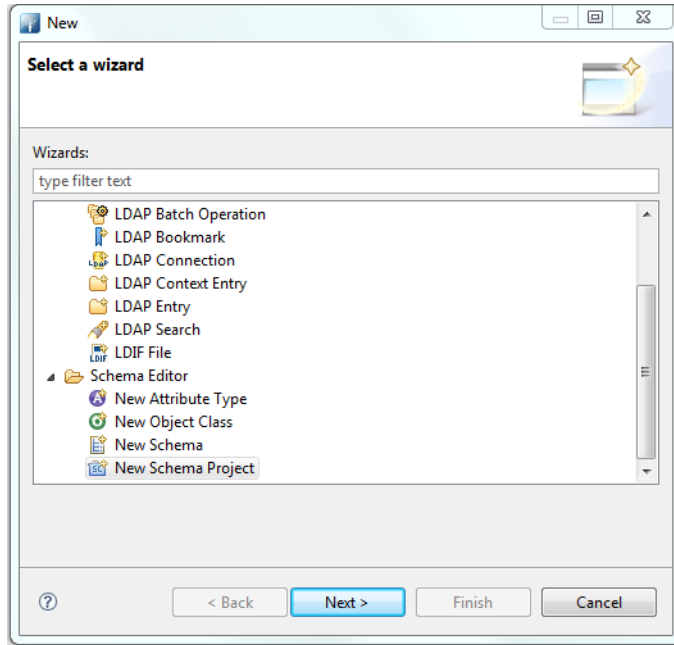 New
Select a wizard
Wizards:
type filter text
LDAP Batch Operation
LDAP Bookmark
LDAP Connection
LDAP Context Entry
LDAP Entry
LDAP Search
LDIF File
Schema Editor
New Attribute Type
New Object Class
New Schema
New Schema Project
< Back Next > Finish Cancel